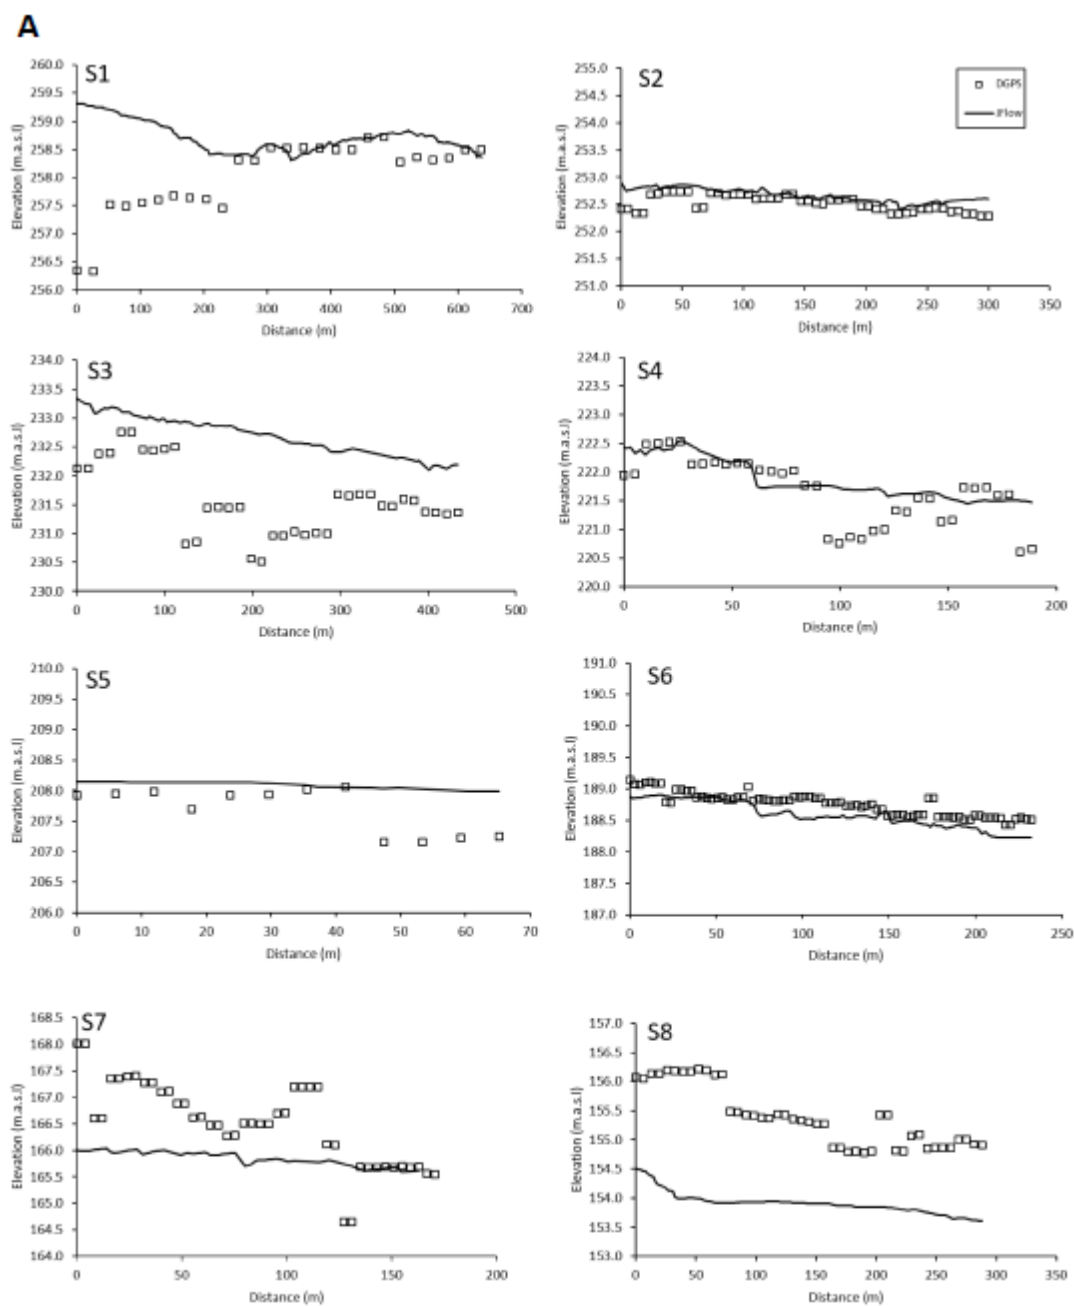 A
S1
260.0
259.5
259.0
258.5
258.0
257.5
257.0
256.5
256.0
Elevation (m.a.s.l)
0 100 200 300 400 500 600 700
Distance (m)
S2
255.0
254.5
254.0
253.5
253.0
252.5
252.0
251.5
251.0
Elevation (m.a.s.l)
0 50 100 150 200 250 300 350
Distance (m)
DGPS
JFlow
S3
234.0
233.5
233.0
232.5
232.0
231.5
231.0
230.5
230.0
Elevation (m.a.s.l)
0 100 200 300 400 500
Distance (m)
S4
224.0
223.5
223.0
222.5
222.0
221.5
221.0
220.5
220.0
Elevation (m.a.s.l)
0 50 100 150 200
Distance (m)
S5
210.0
209.5
209.0
208.5
208.0
207.5
207.0
206.5
206.0
Elevation (m.a.s.l)
0 10 20 30 40 50 60 70
Distance (m)
S6
191.0
190.5
190.0
189.5
189.0
188.5
188.0
187.5
187.0
Elevation (m.a.s.l)
0 50 100 150 200 250
Distance (m)
S7
168.5
168.0
167.5
167.0
166.5
166.0
165.5
165.0
164.5
164.0
Elevation (m.a.s.l)
0 50 100 150 200
Distance (m)
S8
157.0
156.5
156.0
155.5
155.0
154.5
154.0
153.5
153.0
Elevation (m.a.s.l)
0 50 100 150 200 250 300 350
Distance (m)